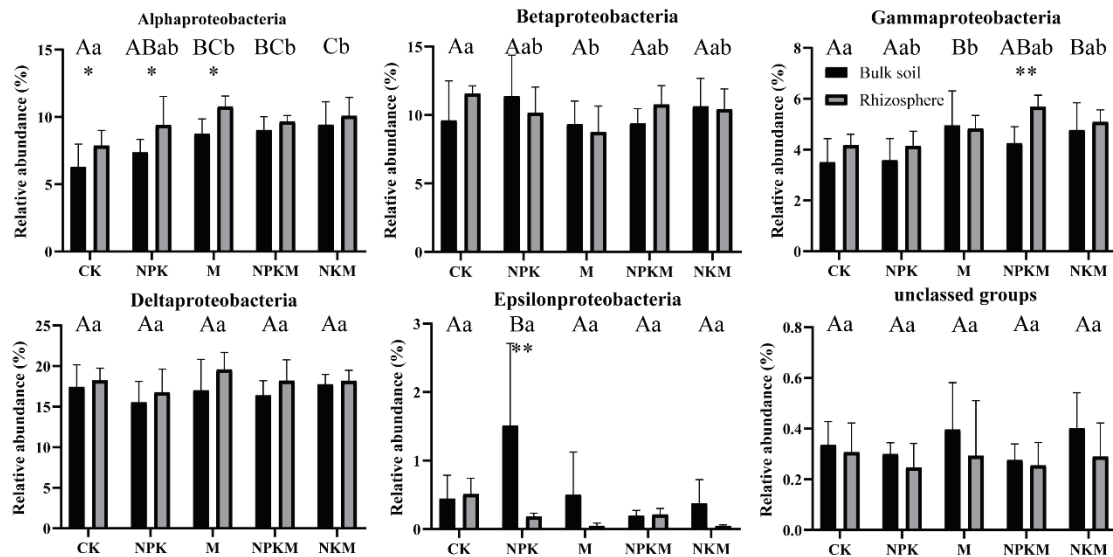 Alphaproteobacteria
Relative abundance (%)
15
10
5
0
Aa ABab BCb BCb Cb
* * *
CK NPK M NPKM NKM
Betaproteobacteria
Relative abundance (%)
15
10
5
0
Aa Aab Ab Aab Aab
CK NPK M NPKM NKM
Gammaproteobacteria
Relative abundance (%)
8
6
4
2
0
Aa Aab Bb ABab Bab
**
Bulk soil
Rhizosphere
CK NPK M NPKM NKM
Deltaproteobacteria
Relative abundance (%)
25
20
15
10
5
0
Aa Aa Aa Aa Aa
CK NPK M NPKM NKM
Epsilonproteobacteria
Relative abundance (%)
3
2
1
0
Aa Ba Aa Aa Aa
**
CK NPK M NPKM NKM
unclassed groups
Relative abundance (%)
0.8
0.6
0.4
0.2
0.0
Aa Aa Aa Aa Aa
CK NPK M NPKM NKM